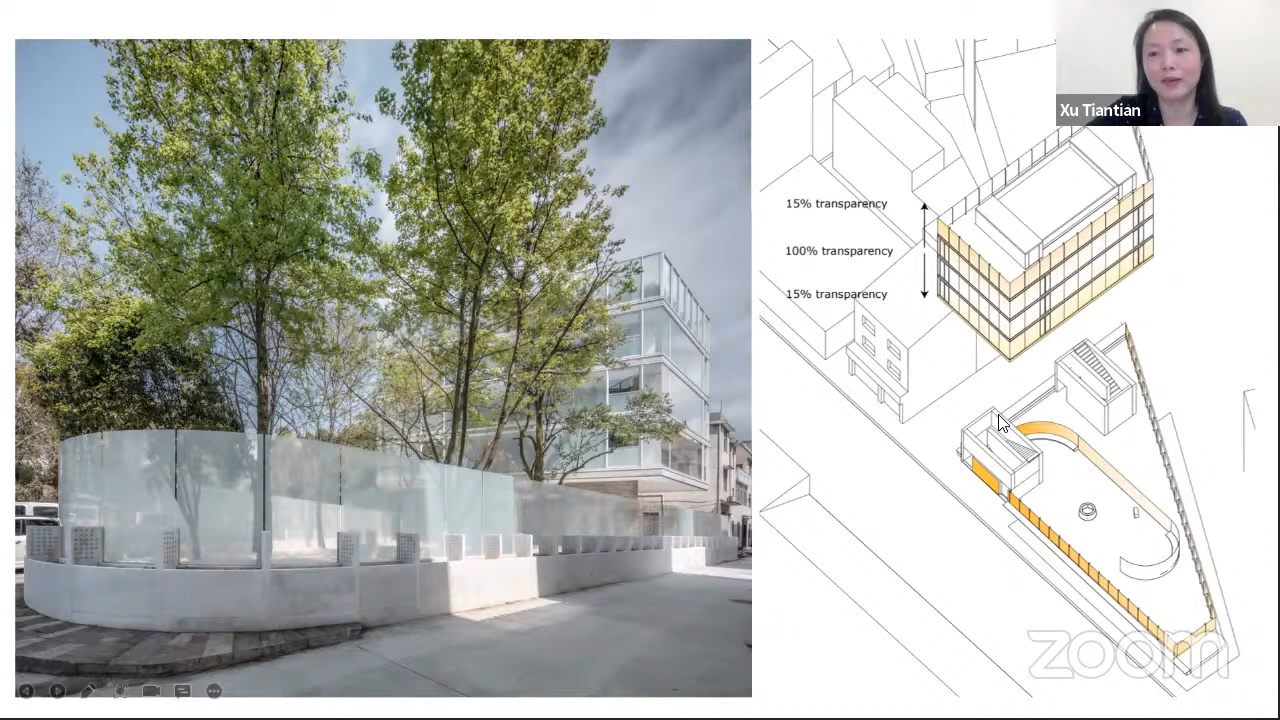 Xu Tiantian
15% transparency
100% transparency
15% transparency
zoom